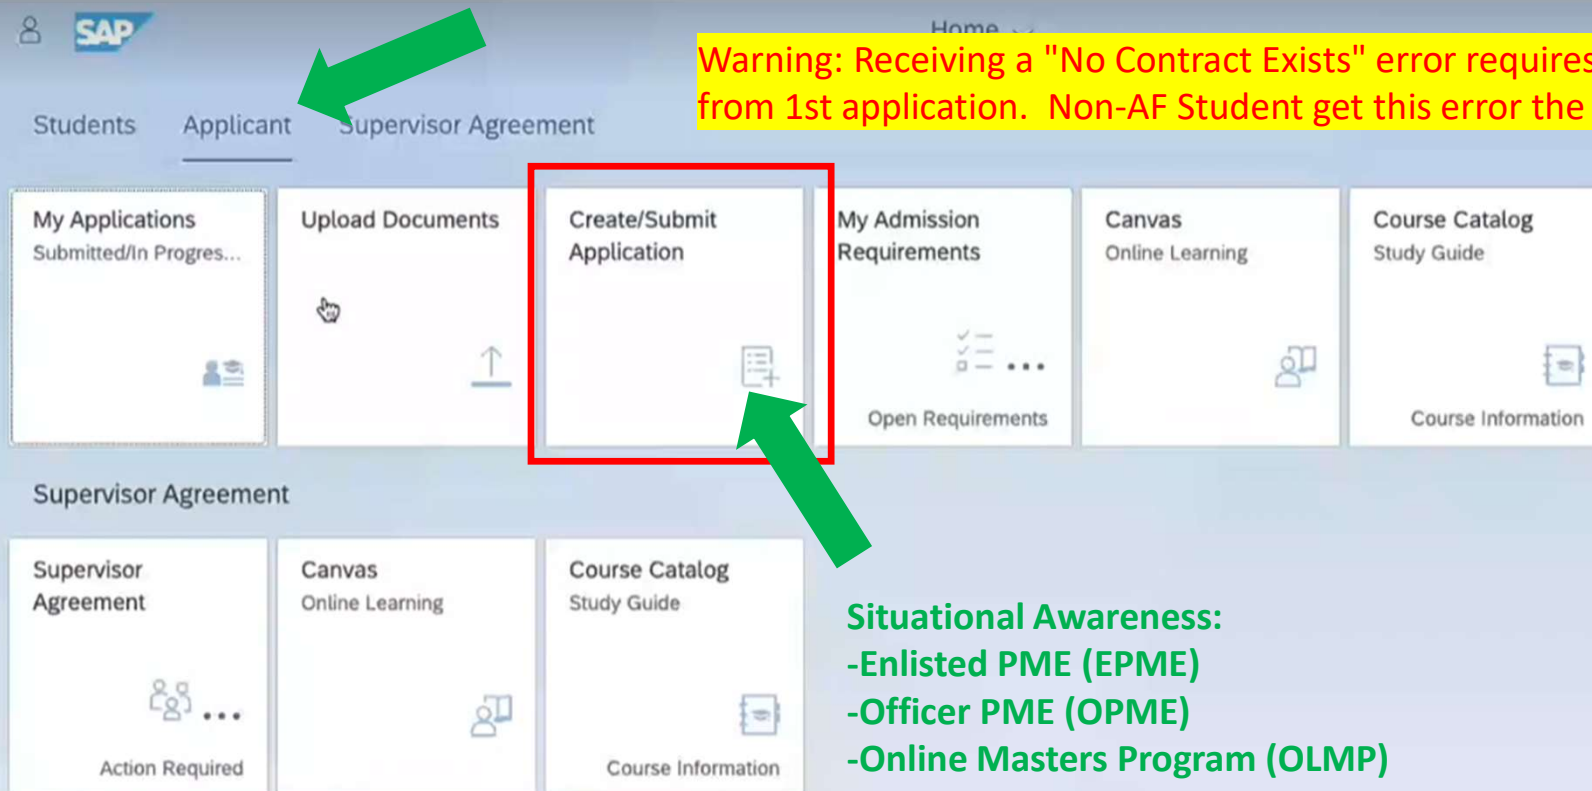 SAP
Home
Warning: Receiving a "No Contract Exists" error requires
from 1st application.  Non-AF Student get this error the
Students Applicant Supervisor Agreement
My Applications
Submitted/In Progres...
Upload Documents
Create/Submit
Application
My Admission
Requirements
Open Requirements
Canvas
Online Learning
Course Catalog
Study Guide
Course Information
Supervisor Agreement
Supervisor
Agreement
Action Required
Canvas
Online Learning
Course Catalog
Study Guide
Course Information
Situational Awareness:
-Enlisted PME (EPME)
-Officer PME (OPME)
-Online Masters Program (OLMP)